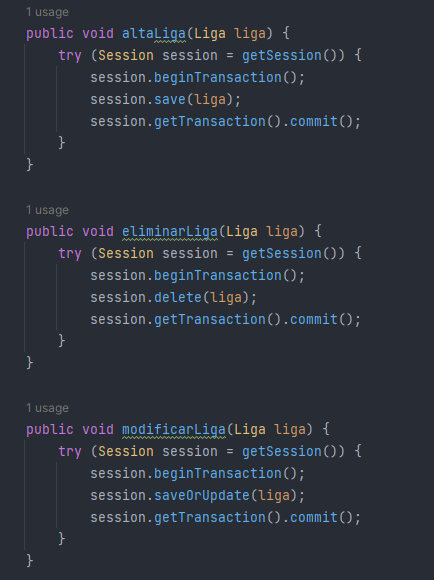 1 usage
public void altaLiga(Liga liga) {
    try (Session session = getSession()) {
        session.beginTransaction();
        session.save(liga);
        session.getTransaction().commit();
    }
}
1 usage
public void eliminarLiga(Liga liga) {
    try (Session session = getSession()) {
        session.beginTransaction();
        session.delete(liga);
        session.getTransaction().commit();
    }
}
1 usage
public void modificarLiga(Liga liga) {
    try (Session session = getSession()) {
        session.beginTransaction();
        session.saveOrUpdate(liga);
        session.getTransaction().commit();
    }
}